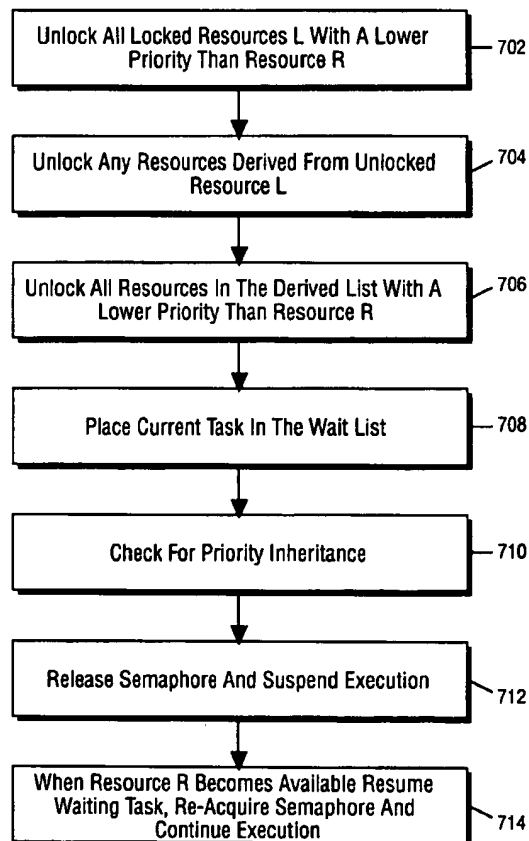 Unlock All Locked Resources L With A Lower
Priority Than Resource R
702
Unlock Any Resources Derived From Unlocked
Resource L
704
Unlock All Resources In The Derived List With A
Lower Priority Than Resource R
706
Place Current Task In The Wait List
708
Check For Priority Inheritance
710
Release Semaphore And Suspend Execution
712
When Resource R Becomes Available Resume
Waiting Task, Re-Acquire Semaphore And
Continue Execution
714